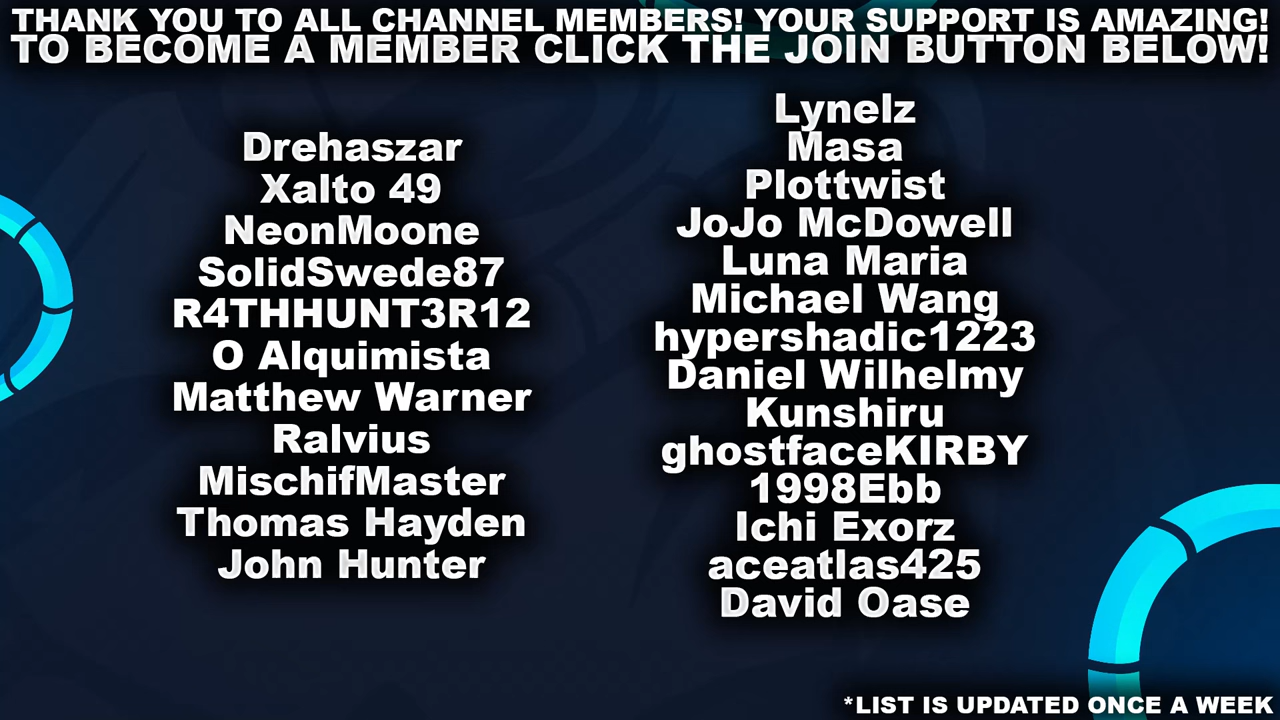 THANK YOU TO ALL CHANNEL MEMBERS! YOUR SUPPORT IS AMAZING!
TO BECOME A MEMBER CLICK THE JOIN BUTTON BELOW!
Drehaszar
Xalto 49
NeonMoone
SolidSwede87
R4THHUNT3R12
O Alquimista
Matthew Warner
Ralvius
MischifMaster
Thomas Hayden
John Hunter
Lynelz
Masa
Plottwist
JoJo McDowell
Luna Maria
Michael Wang
hypershadic1223
Daniel Wilhelmy
Kunshiru
ghostfaceKIRBY
1998Ebb
Ichi Exorz
aceatlas425
David Oase
*LIST IS UPDATED ONCE A WEEK